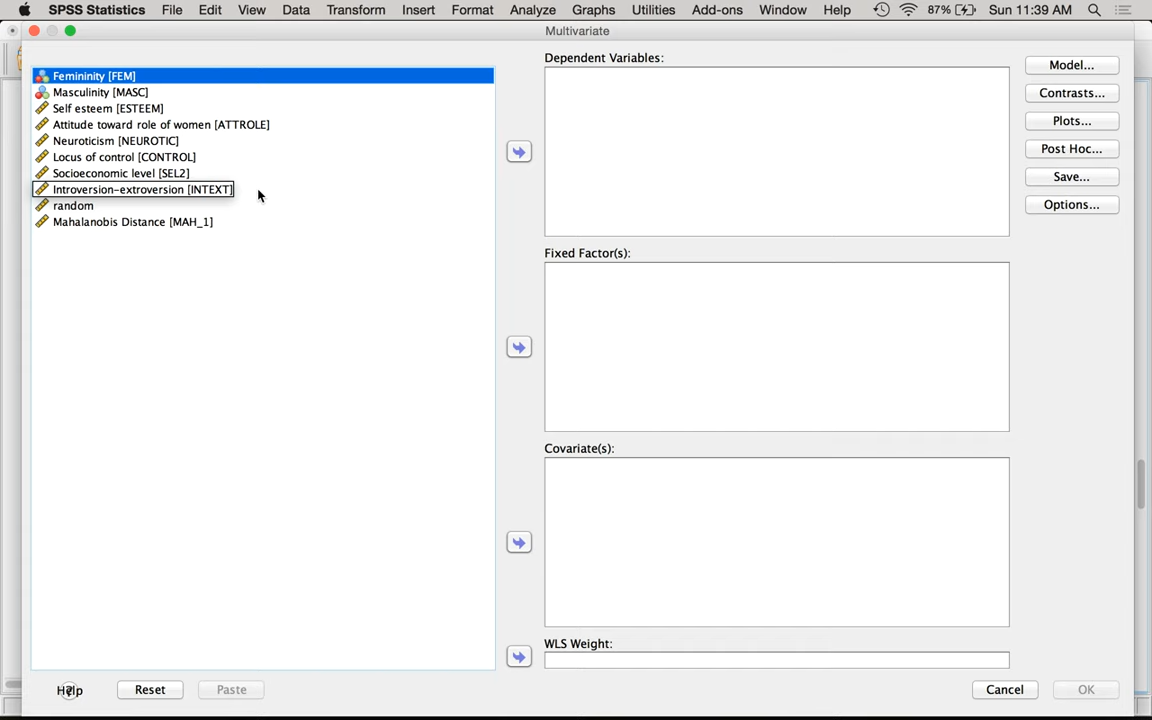 SPSS Statistics File Edit View Data Transform Insert Format Analyze Graphs Utilities Add-ons Window Help 87% Sun 11:39 AM
Multivariate
Femininity [FEM]
Masculinity [MASC]
Self esteem [ESTEEM]
Attitude toward role of women [ATTROLE]
Neuroticism [NEUROTIC]
Locus of control [CONTROL]
Socioeconomic level [SEL2]
Introversion-extroversion [INTEXT]
random
Mahalanobis Distance [MAH_1]
Dependent Variables:
Fixed Factor(s):
Covariate(s):
WLS Weight:
Model...
Contrasts...
Plots...
Post Hoc...
Save...
Options...
Help Reset Paste Cancel OK